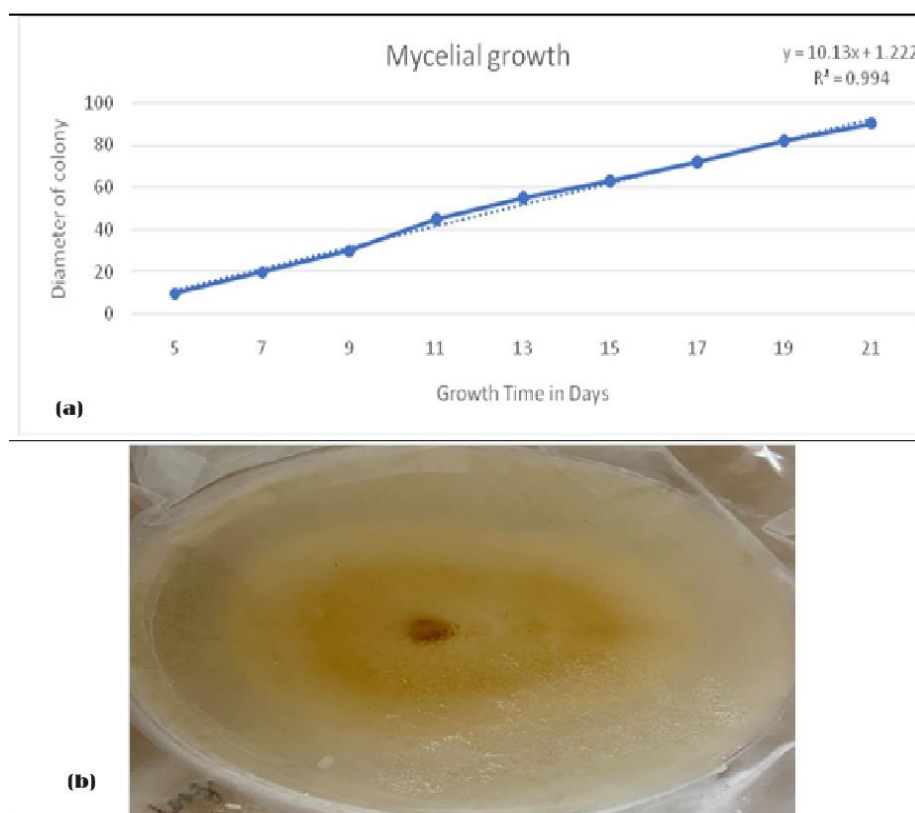 Mycelial growth
y = 10.13x + 1.222
R² = 0.994
Diameter of colony
100
80
60
40
20
0
5 7 9 11 13 15 17 19 21
Growth Time in Days
(a)
(b)